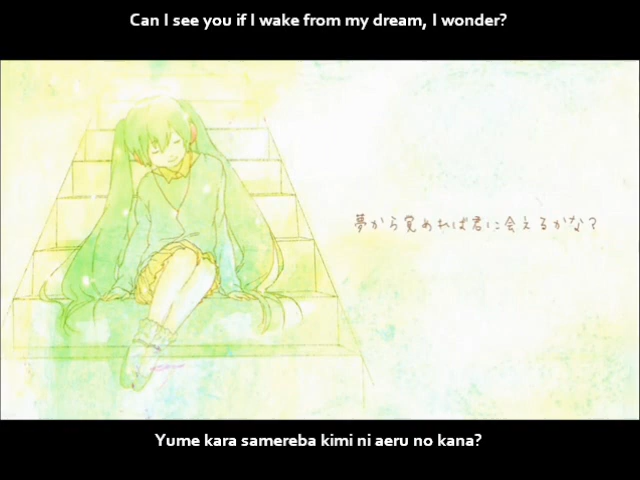 Can I see you if I wake from my dream, I wonder?
夢から覚めれば君に会えるかな?
Yume kara samereba kimi ni aeru no kana?